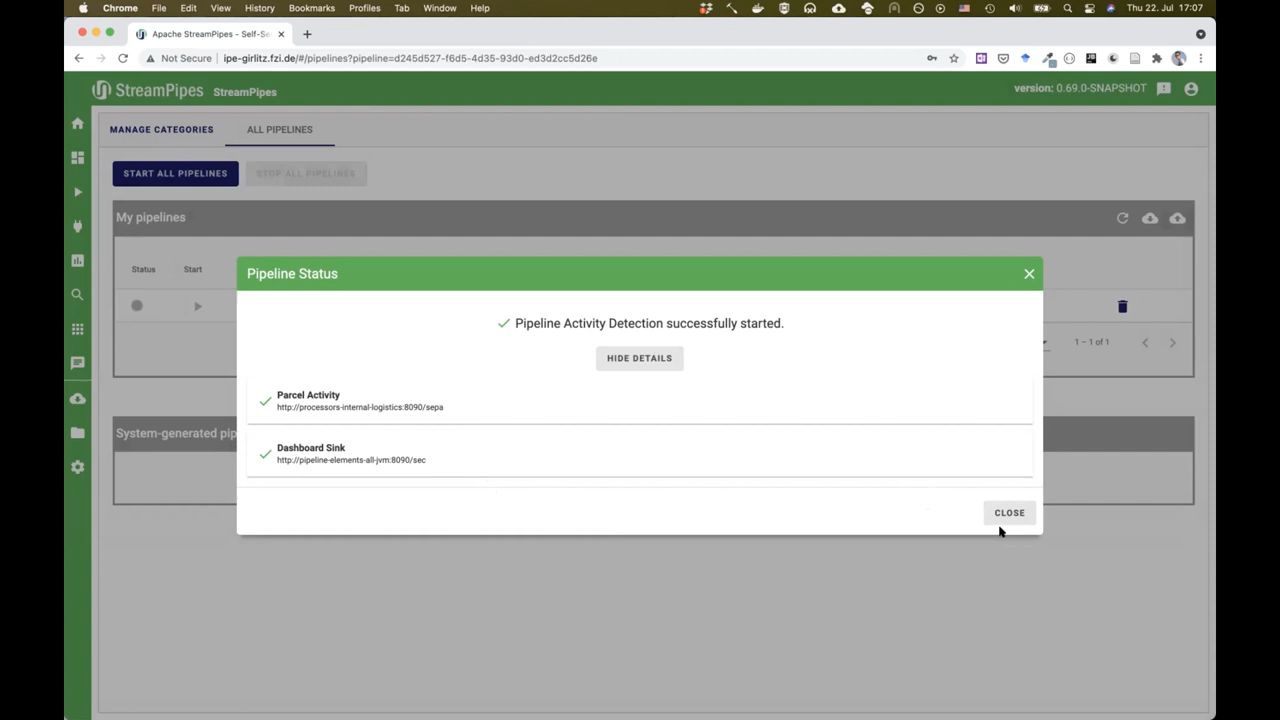 Chrome File Edit View History Bookmarks Profiles Tab Window Help Thu 22. Jul 17:07
Apache StreamPipes - Self-Se
Not Secure ipe-girlitz.fzi.de/#/pipelines?pipeline=d245d527-f6d5-4d35-93d0-ed3d2cc5d26e
StreamPipes StreamPipes version: 0.69.0-SNAPSHOT
MANAGE CATEGORIES ALL PIPELINES
START ALL PIPELINES STOP ALL PIPELINES
My pipelines
Status Start
Pipeline Status
Pipeline Activity Detection successfully started.
HIDE DETAILS
1 – 1 of 1
Parcel Activity
http://processors-internal-logistics:8090/sepa
System-generated pip
Dashboard Sink
http://pipeline-elements-all-jvm:8090/sec
CLOSE